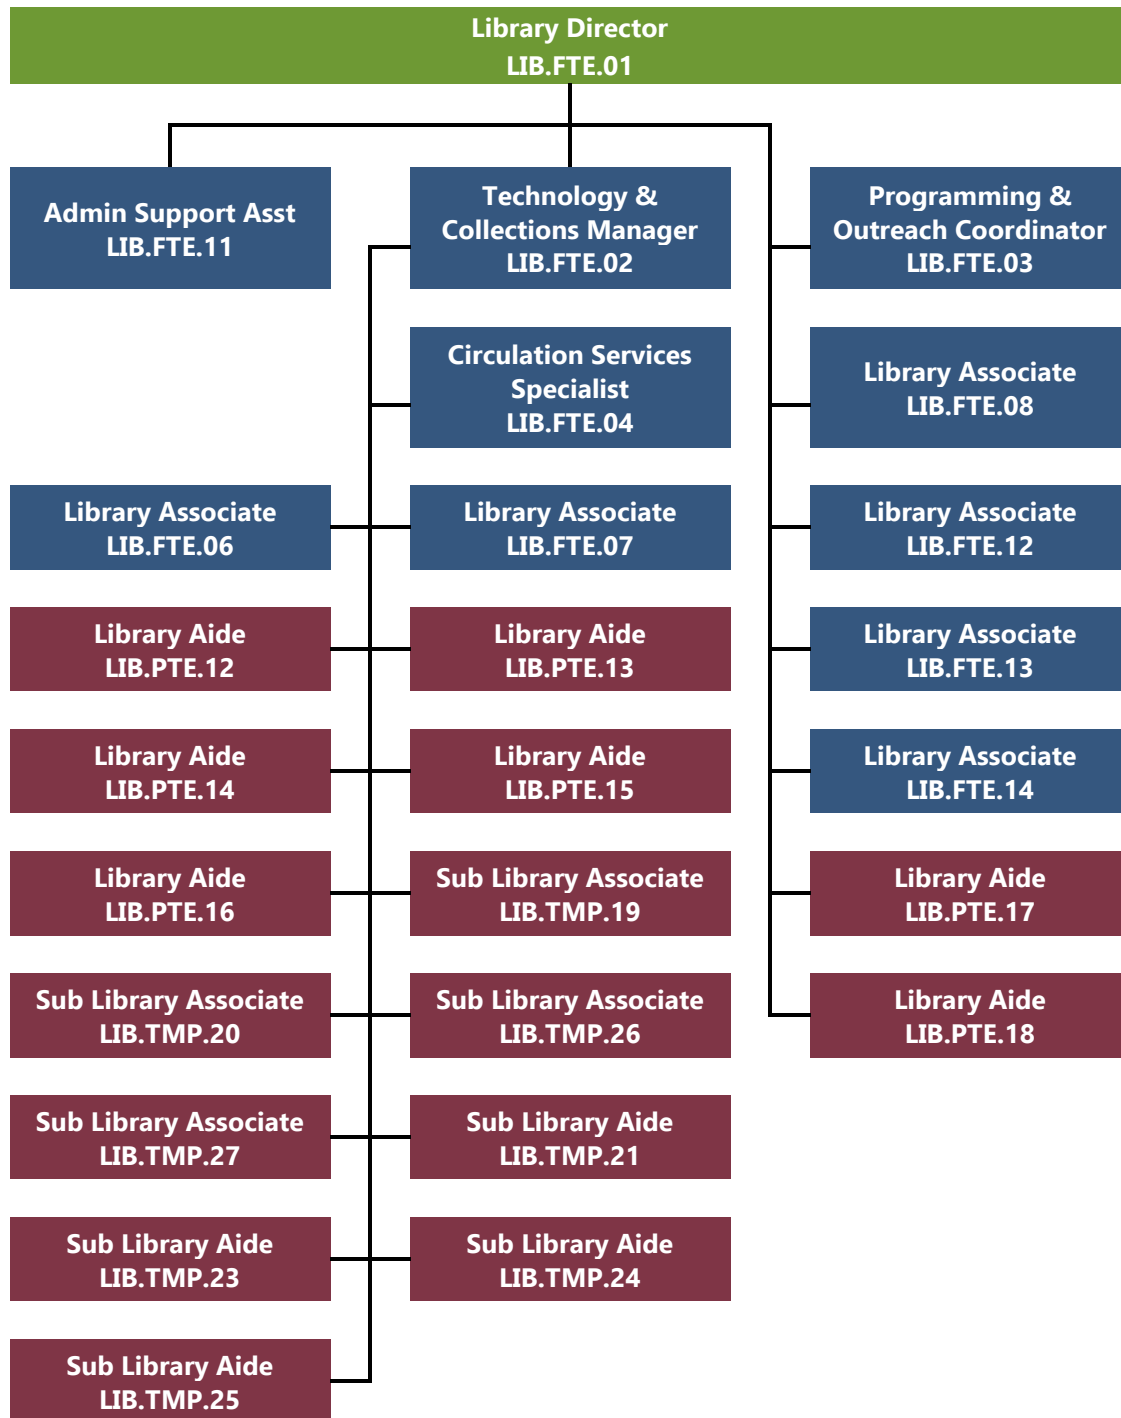 Library Director
LIB.FTE.01
Admin Support Asst
LIB.FTE.11
Technology &
Collections Manager
LIB.FTE.02
Programming &
Outreach Coordinator
LIB.FTE.03
Circulation Services
Specialist
LIB.FTE.04
Library Associate
LIB.FTE.08
Library Associate
LIB.FTE.06
Library Associate
LIB.FTE.07
Library Associate
LIB.FTE.12
Library Aide
LIB.PTE.12
Library Aide
LIB.PTE.13
Library Associate
LIB.FTE.13
Library Aide
LIB.PTE.14
Library Aide
LIB.PTE.15
Library Associate
LIB.FTE.14
Library Aide
LIB.PTE.16
Sub Library Associate
LIB.TMP.19
Library Aide
LIB.PTE.17
Sub Library Associate
LIB.TMP.20
Sub Library Associate
LIB.TMP.26
Library Aide
LIB.PTE.18
Sub Library Associate
LIB.TMP.27
Sub Library Aide
LIB.TMP.21
Sub Library Aide
LIB.TMP.23
Sub Library Aide
LIB.TMP.24
Sub Library Aide
LIB.TMP.25